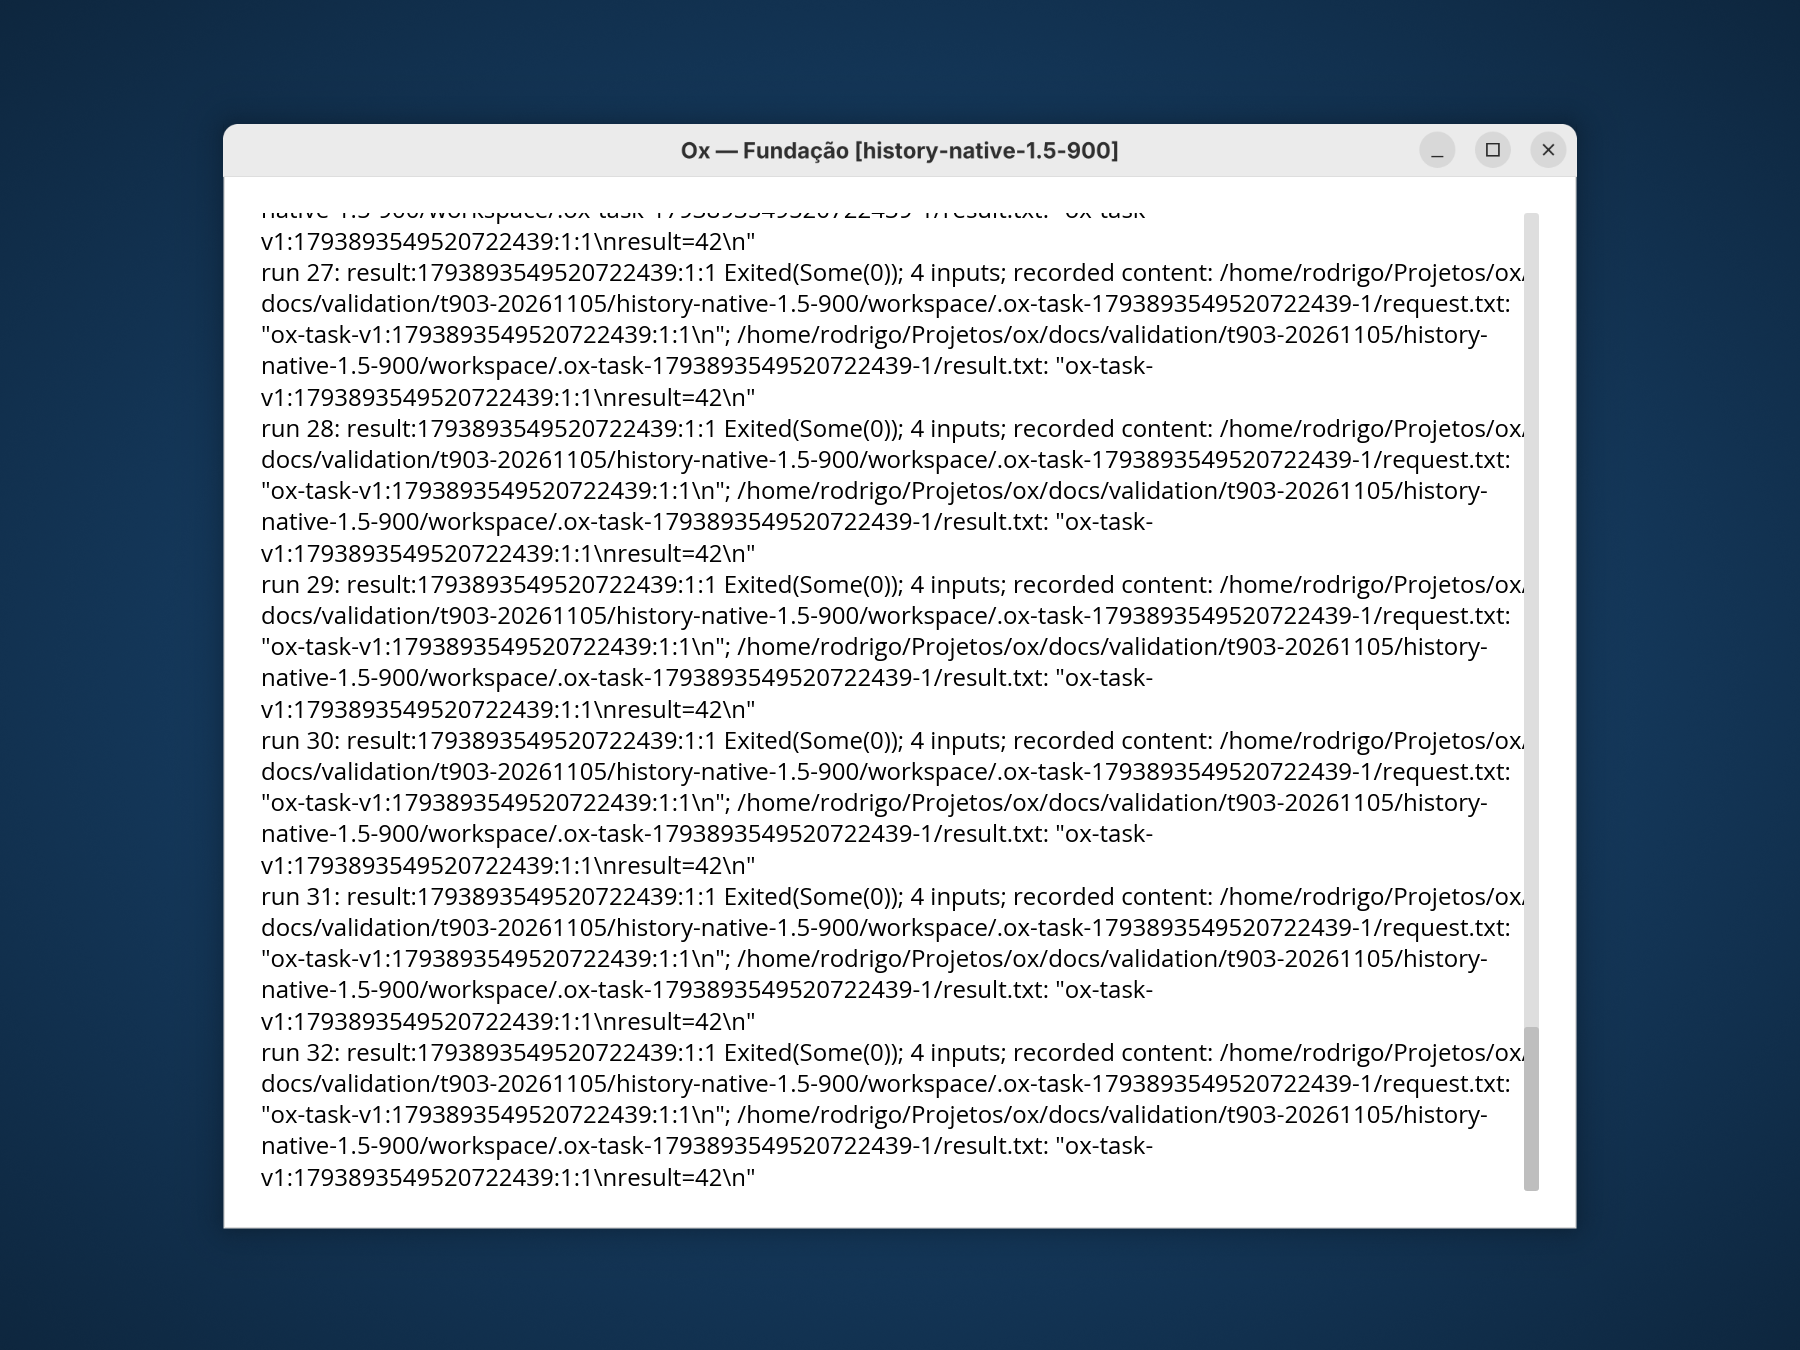 Ox — Fundação [history-native-1.5-900]
native-1.5-900/workspace/.ox-task-1793893549520722439-1/result.txt: "ox-task-
v1:1793893549520722439:1:1\nresult=42\n"
run 27: result:1793893549520722439:1:1 Exited(Some(0)); 4 inputs; recorded content: /home/rodrigo/Projetos/ox/
docs/validation/t903-20261105/history-native-1.5-900/workspace/.ox-task-1793893549520722439-1/request.txt:
"ox-task-v1:1793893549520722439:1:1\n"; /home/rodrigo/Projetos/ox/docs/validation/t903-20261105/history-
native-1.5-900/workspace/.ox-task-1793893549520722439-1/result.txt: "ox-task-
v1:1793893549520722439:1:1\nresult=42\n"
run 28: result:1793893549520722439:1:1 Exited(Some(0)); 4 inputs; recorded content: /home/rodrigo/Projetos/ox/
docs/validation/t903-20261105/history-native-1.5-900/workspace/.ox-task-1793893549520722439-1/request.txt:
"ox-task-v1:1793893549520722439:1:1\n"; /home/rodrigo/Projetos/ox/docs/validation/t903-20261105/history-
native-1.5-900/workspace/.ox-task-1793893549520722439-1/result.txt: "ox-task-
v1:1793893549520722439:1:1\nresult=42\n"
run 29: result:1793893549520722439:1:1 Exited(Some(0)); 4 inputs; recorded content: /home/rodrigo/Projetos/ox/
docs/validation/t903-20261105/history-native-1.5-900/workspace/.ox-task-1793893549520722439-1/request.txt:
"ox-task-v1:1793893549520722439:1:1\n"; /home/rodrigo/Projetos/ox/docs/validation/t903-20261105/history-
native-1.5-900/workspace/.ox-task-1793893549520722439-1/result.txt: "ox-task-
v1:1793893549520722439:1:1\nresult=42\n"
run 30: result:1793893549520722439:1:1 Exited(Some(0)); 4 inputs; recorded content: /home/rodrigo/Projetos/ox/
docs/validation/t903-20261105/history-native-1.5-900/workspace/.ox-task-1793893549520722439-1/request.txt:
"ox-task-v1:1793893549520722439:1:1\n"; /home/rodrigo/Projetos/ox/docs/validation/t903-20261105/history-
native-1.5-900/workspace/.ox-task-1793893549520722439-1/result.txt: "ox-task-
v1:1793893549520722439:1:1\nresult=42\n"
run 31: result:1793893549520722439:1:1 Exited(Some(0)); 4 inputs; recorded content: /home/rodrigo/Projetos/ox/
docs/validation/t903-20261105/history-native-1.5-900/workspace/.ox-task-1793893549520722439-1/request.txt:
"ox-task-v1:1793893549520722439:1:1\n"; /home/rodrigo/Projetos/ox/docs/validation/t903-20261105/history-
native-1.5-900/workspace/.ox-task-1793893549520722439-1/result.txt: "ox-task-
v1:1793893549520722439:1:1\nresult=42\n"
run 32: result:1793893549520722439:1:1 Exited(Some(0)); 4 inputs; recorded content: /home/rodrigo/Projetos/ox/
docs/validation/t903-20261105/history-native-1.5-900/workspace/.ox-task-1793893549520722439-1/request.txt:
"ox-task-v1:1793893549520722439:1:1\n"; /home/rodrigo/Projetos/ox/docs/validation/t903-20261105/history-
native-1.5-900/workspace/.ox-task-1793893549520722439-1/result.txt: "ox-task-
v1:1793893549520722439:1:1\nresult=42\n"